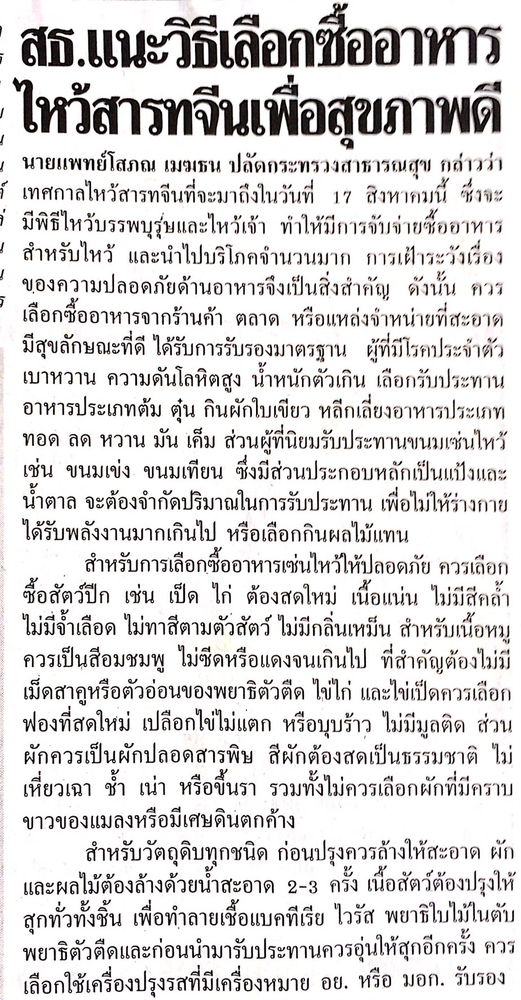 สธ.แนะวิธีเลือกซื้ออาหาร
ไหว้สารทจีนเพื่อสุขภาพดี
นายแพทย์โสภณ เมฆธน ปลัดกระทรวงสาธารณสุข กล่าวว่า
เทศกาลไหว้สารทจีนที่จะมาถึงในวันที่ 17 สิงหาคมนี้ ซึ่งจะ
มีพิธีไหว้บรรพบุรุษและไหว้เจ้า ทำให้มีการจับจ่ายซื้ออาหาร
สำหรับไหว้ และนำไปบริโภคจำนวนมาก การเฝ้าระวังเรื่อง
ของความปลอดภัยด้านอาหารจึงเป็นสิ่งสำคัญ ดังนั้น ควร
เลือกซื้ออาหารจากร้านค้า ตลาด หรือแหล่งจำหน่ายที่สะอาด
มีสุขลักษณะที่ดี ได้รับการรับรองมาตรฐาน ผู้ที่มีโรคประจำตัว
เบาหวาน ความดันโลหิตสูง น้ำหนักตัวเกิน เลือกรับประทาน
อาหารประเภทต้ม ตุ๋น กินผักใบเขียว หลีกเลี่ยงอาหารประเภท
ทอด ลด หวาน มัน เค็ม ส่วนผู้ที่นิยมรับประทานขนมเซ่นไหว้
เช่น ขนมเข่ง ขนมเทียน ซึ่งมีส่วนประกอบหลักเป็นแป้งและ
น้ำตาล จะต้องจำกัดปริมาณในการรับประทาน เพื่อไม่ให้ร่างกาย
ได้รับพลังงานมากเกินไป หรือเลือกกินผลไม้แทน
สำหรับการเลือกซื้ออาหารเซ่นไหว้ให้ปลอดภัย ควรเลือก
ซื้อสัตว์ปีก เช่น เป็ด ไก่ ต้องสดใหม่ เนื้อแน่น ไม่มีสีคล้ำ
ไม่มีจ้ำเลือด ไม่ทาสีตามตัวสัตว์ ไม่มีกลิ่นเหม็น สำหรับเนื้อหมู
ควรเป็นสีอมชมพู ไม่ซีดหรือแดงจนเกินไป ที่สำคัญต้องไม่มี
เม็ดสาคูหรือตัวอ่อนของพยาธิตัวตืด ไข่ไก่ และไข่เป็ดควรเลือก
ฟองที่สดใหม่ เปลือกไข่ไม่แตก หรือบุบร้าว ไม่มีมูลติด ส่วน
ผักควรเป็นผักปลอดสารพิษ สีผักต้องสดเป็นธรรมชาติ ไม่
เหี่ยวเฉา ช้ำ เน่า หรือขึ้นรา รวมทั้งไม่ควรเลือกผักที่มีคราบ
ขาวของแมลงหรือมีเศษดินตกค้าง
สำหรับวัตถุดิบทุกชนิด ก่อนปรุงควรล้างให้สะอาด ผัก
และผลไม้ต้องล้างด้วยน้ำสะอาด 2-3 ครั้ง เนื้อสัตว์ต้องปรุงให้
สุกทั่วทั้งชิ้น เพื่อทำลายเชื้อแบคทีเรีย ไวรัส พยาธิใบไม้ในตับ
พยาธิตัวตืดและก่อนนำมารับประทานควรอุ่นให้สุกอีกครั้ง ควร
เลือกใช้เครื่องปรุงรสที่มีเครื่องหมาย อย. หรือ มอก. รับรอง